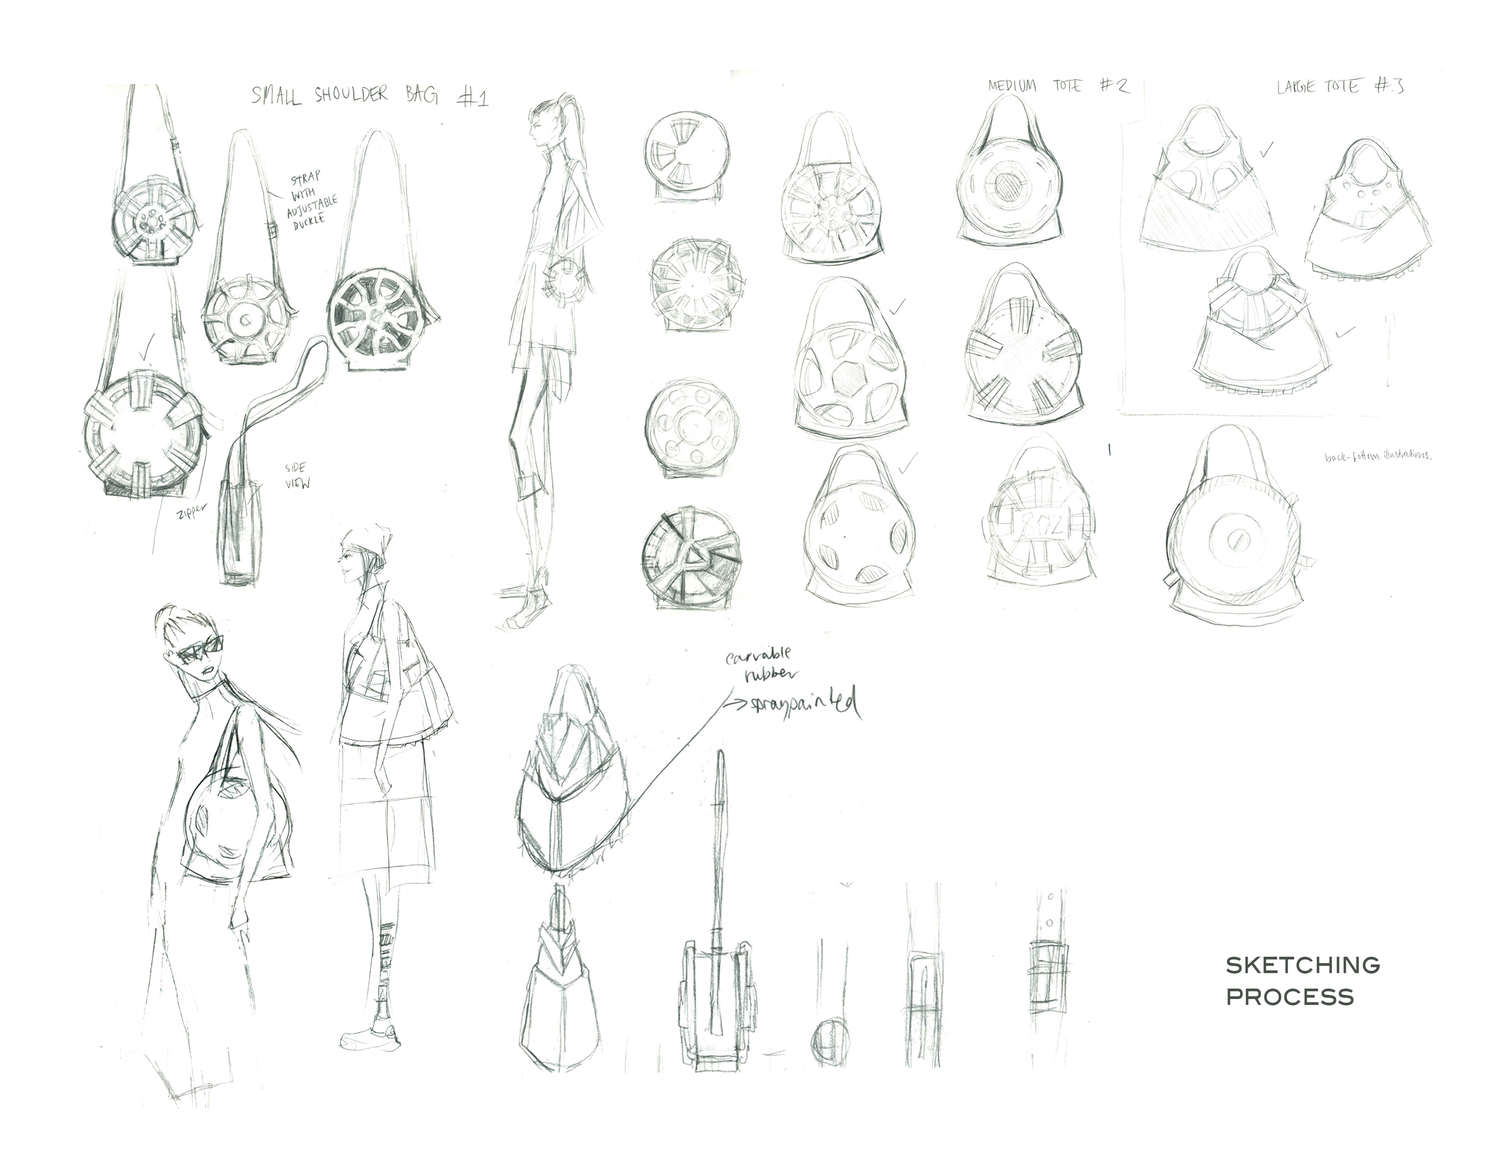 SMALL SHOULDER BAG #1
MEDIUM TOTE #2
LARGE TOTE #3
STRAP
WITH
ADJUSTABLE
BUCKLE
SIDE
VIEW
zipper
802
back-bottom illustrations.
carvable
rubber
→ spraypainted
SKETCHING
PROCESS